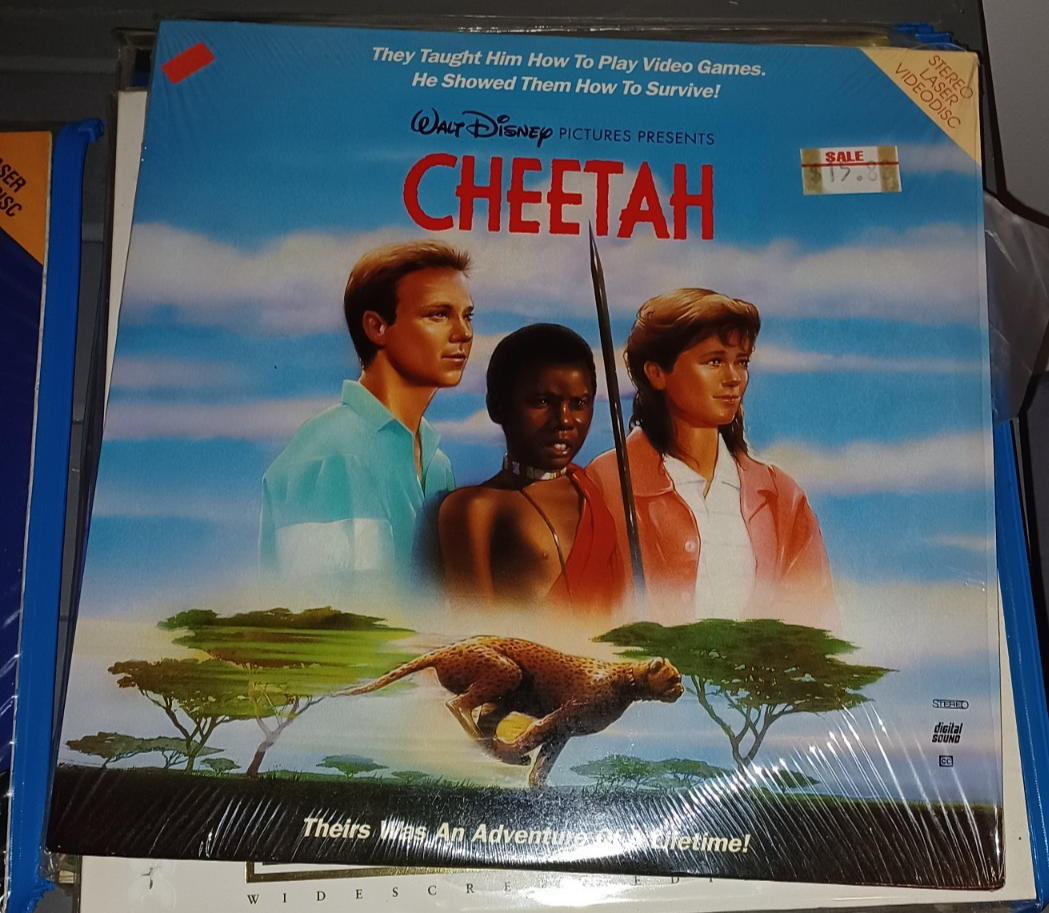 They Taught Him How To Play Video Games.
He Showed Them How To Survive!
STEREO
LASER
VIDEODISC
WALT DISNEY PICTURES PRESENTS
CHEETAH
SALE
STEREO
digital
SOUND
CC
Theirs Was An Adventure Of A Lifetime!